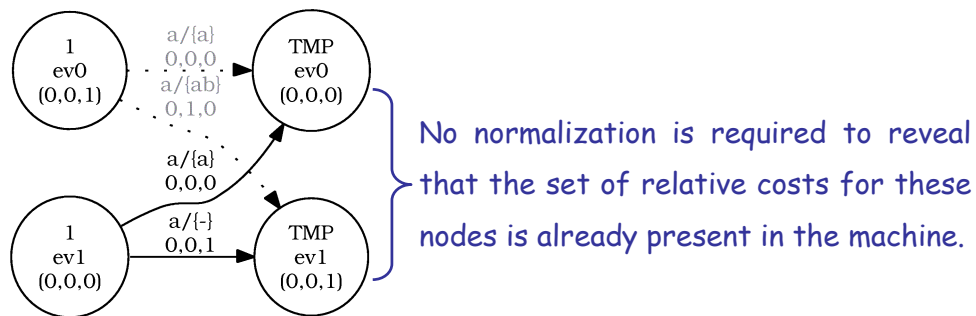 1
ev0
(0,0,1)
a/{a}
0,0,0
a/{ab}
0,1,0
TMP
ev0
(0,0,0)
a/{a}
0,0,0
1
ev1
(0,0,0)
a/{-}
0,0,1
TMP
ev1
(0,0,1)
No normalization is required to reveal
that the set of relative costs for these
nodes is already present in the machine.